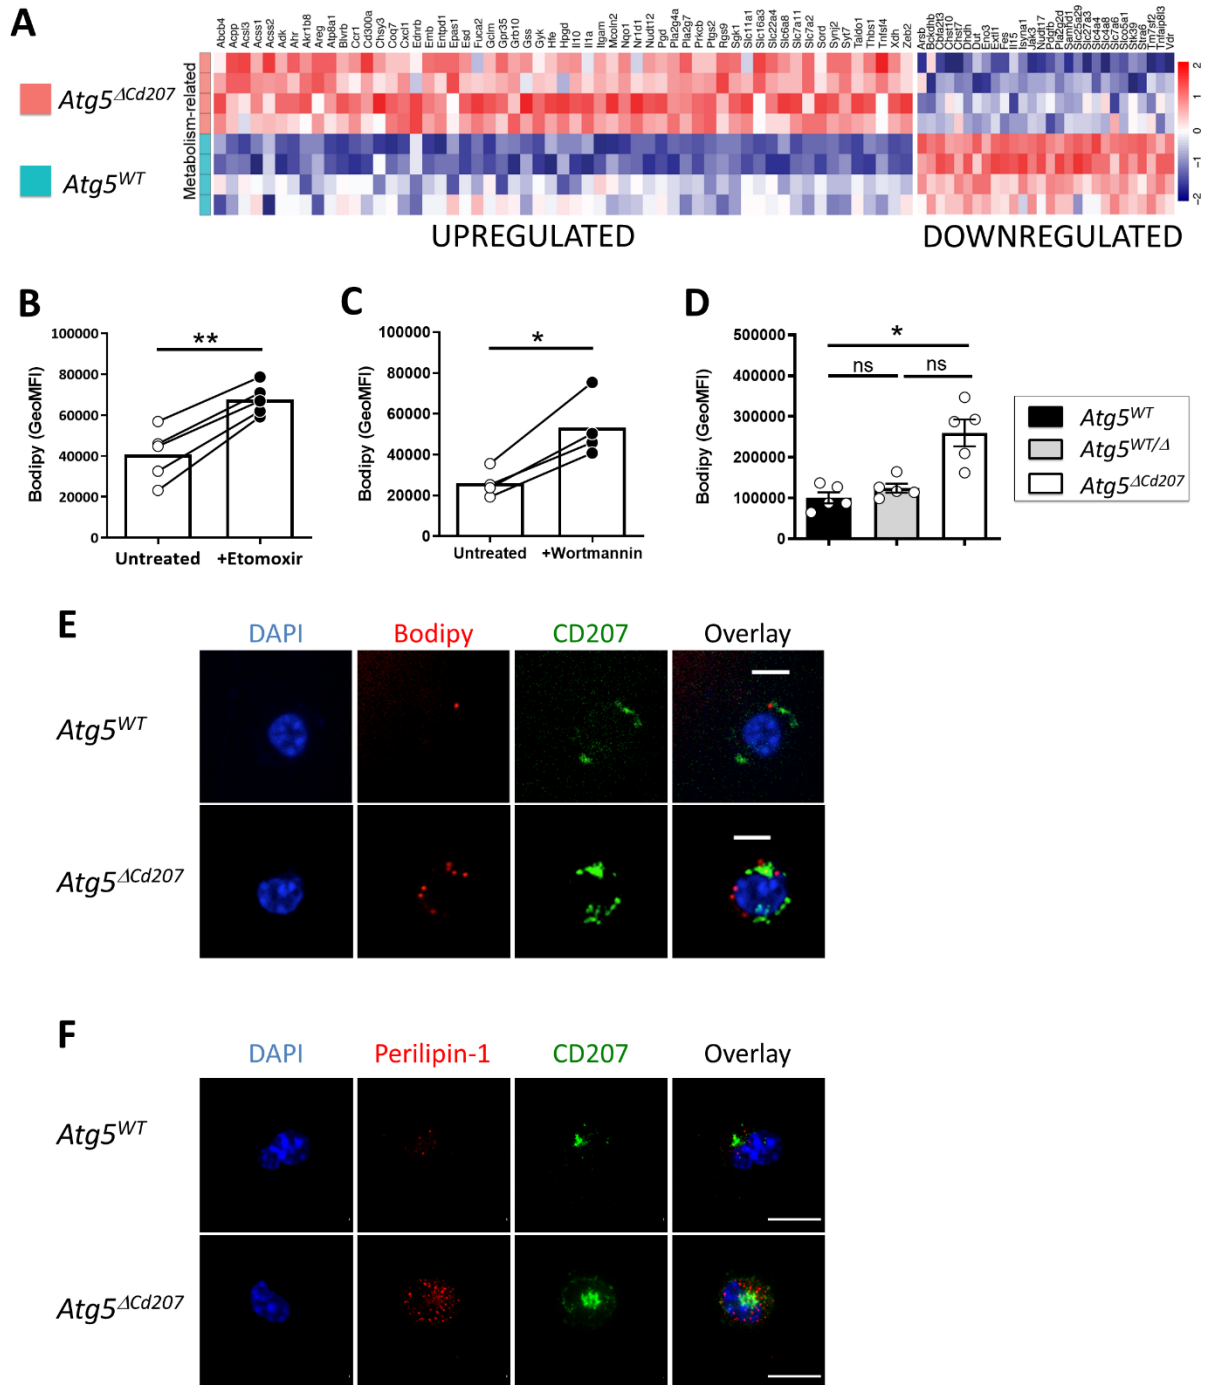 A
Abcb4 Acpp Acsl3 Acss1 Acss2 Adk Ahr Akr1b8 Areg Atp8a1 Blvrb Ccr1 Cd300a Chsy3 Coq7 Cxcl1 Ednrb Emb Entpd1 Epas1 Esd Fuca2 Gclm Gpr35 Grb10 Gss Gyk Hfe Hpgd Il10 Il1a Itgam Mcoln2 Nqo1 Nr1d1 Nudt12 Pgd Pla2g4a Pla2g7 Prkcb Ptgs2 Rgs9 Sgk1 Slc11a1 Slc16a3 Slc22a4 Slc6a8 Slc7a11 Slc7a2 Sord Synj2 Syt7 Taldo1 Thbs1 Tnfsf4 Xdh Zeb2
Arsb Bckdhb Cbfa2t3 Chst10 Chst7 Dhdh Dut Eno3 Extl1 Fes Il15 Isyna1 Jak3 Nudt17 Pdgfb Pla2g2d Samhd1 Slc25a29 Slc27a3 Slc4a4 Slc4a8 Slc7a6 Slco5a1 Stk39 Stra6 Tm7sf2 Tnfaip8l3 Vdr
Atg5ΔCd207
Atg5WT
Metabolism-related
2
1
0
−1
−2
UPREGULATED
DOWNREGULATED
B
Bodipy (GeoMFI)
100000
80000
60000
40000
20000
0
**
Untreated
+Etomoxir
C
Bodipy (GeoMFI)
100000
80000
60000
40000
20000
0
*
Untreated
+Wortmannin
D
Bodipy (GeoMFI)
500000
400000
300000
200000
100000
0
*
ns
ns
Atg5WT
Atg5WT/Δ
Atg5ΔCd207
E
DAPI
Bodipy
CD207
Overlay
Atg5WT
Atg5ΔCd207
F
DAPI
Perilipin-1
CD207
Overlay
Atg5WT
Atg5ΔCd207